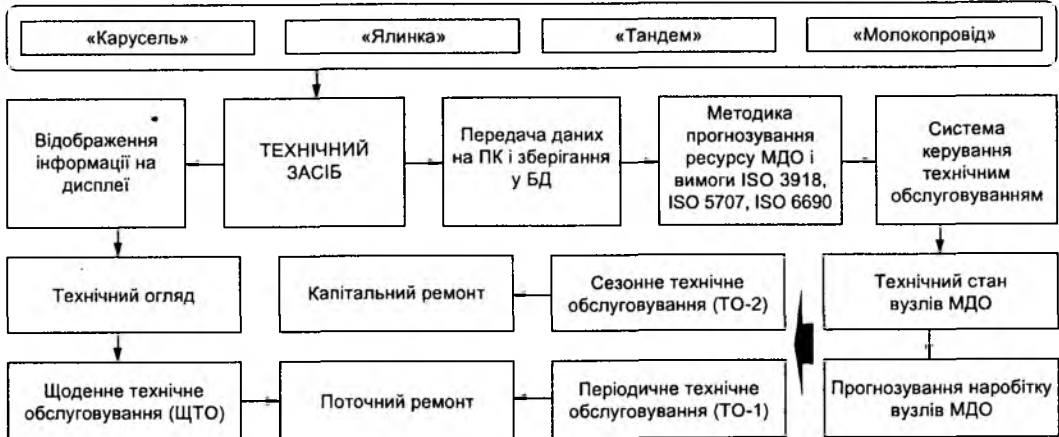 «Карусель»
«Ялинка»
«Тандем»
«Молокопровід»
Відображення
інформації на
дисплеї
ТЕХНІЧНИЙ
ЗАСІБ
Передача даних
на ПК і зберігання
у БД
Методика
прогнозування
ресурсу МДО і
вимоги ISO 3918,
ISO 5707, ISO 6690
Система
керування
технічним
обслуговуванням
Технічний огляд
Капітальний ремонт
Сезонне технічне
обслуговування (ТО-2)
Технічний стан
вузлів МДО
Щоденне технічне
обслуговування (ЩТО)
Поточний ремонт
Періодичне технічне
обслуговування (ТО-1)
Прогнозування наробітку
вузлів МДО